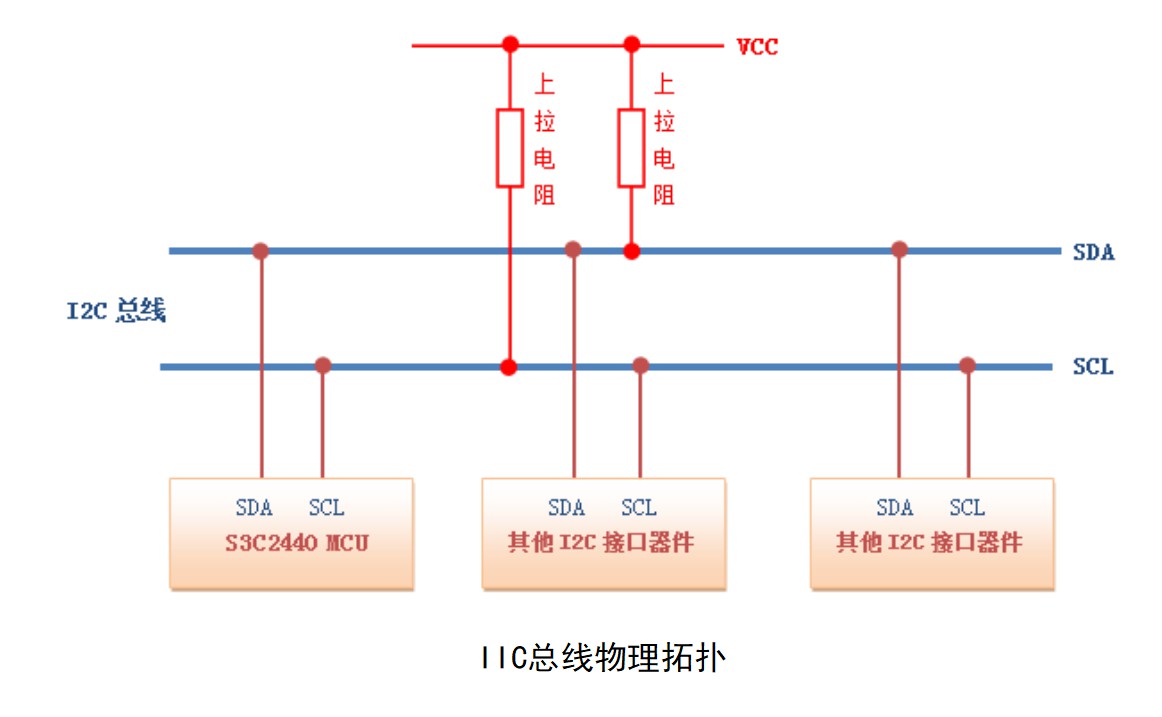 VCC
上拉电阻
上拉电阻
SDA
I2C 总线
SCL
SDA SCL
S3C2440 MCU
SDA SCL
其他 I2C 接口器件
SDA SCL
其他 I2C 接口器件
IIC总线物理拓扑